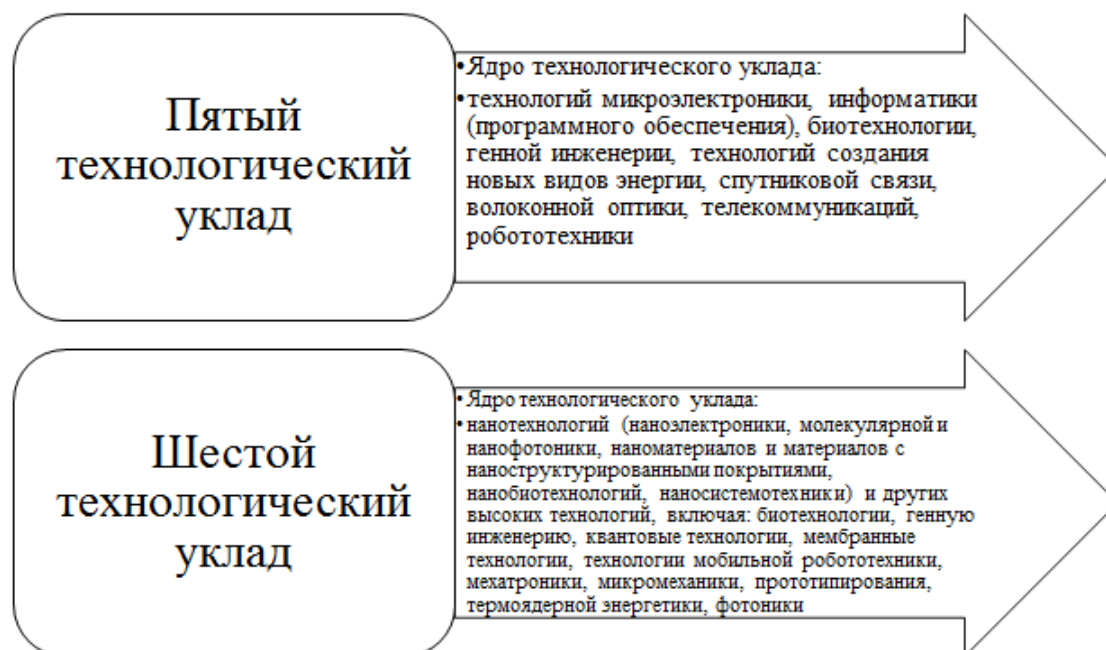 Пятый
технологический
уклад
•Ядро технологического уклада:
•технологий микроэлектроники, информатики
(программного обеспечения), биотехнологии,
генной инженерии, технологий создания
новых видов энергии, спутниковой связи,
волоконной оптики, телекоммуникаций,
робототехники
Шестой
технологический
уклад
•Ядро технологического уклада:
•нанотехнологий (наноэлектроники, молекулярной и
нанофотоники, наноматериалов и материалов с
наноструктурированными покрытиями,
нанобиотехнологий, наносистемотехники) и других
высоких технологий, включая: биотехнологии, генную
инженерию, квантовые технологии, мембранные
технологии, технологии мобильной робототехники,
мехатроники, микромеханики, прототипирования,
термоядерной энергетики, фотоники